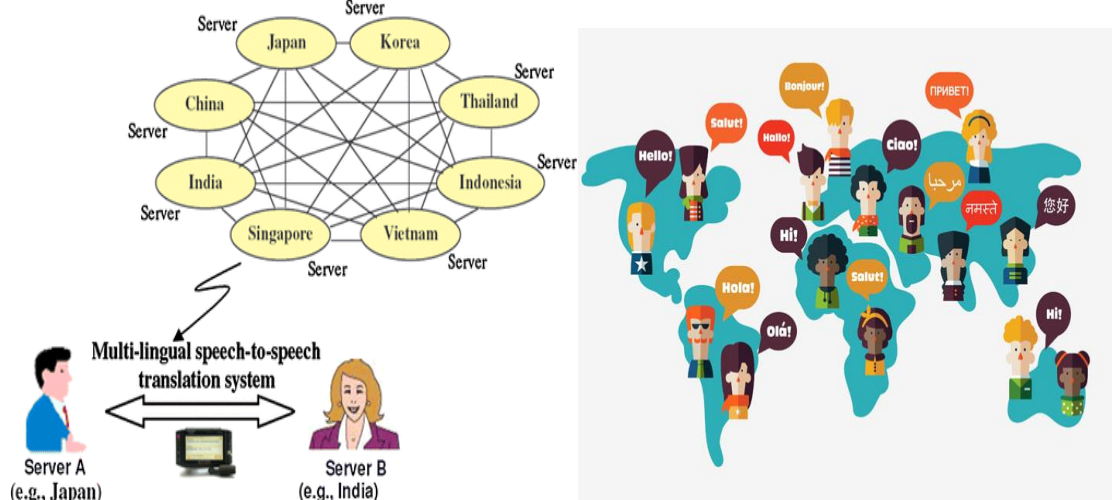 Server
Server
Japan
Korea
Server
China
Thailand
Server
Server
India
Indonesia
Server
Singapore
Vietnam
Server
Server
Multi-lingual speech-to-speech
translation system
Server A
(e.g., Japan)
Server B
(e.g., India)
Bonjour!
ПРИВЕТ!
Salut!
Hallo!
Hello!
Ciao!
مرحبا
नमस्ते
您好
Hi!
Salut!
Hola!
Olá!
Hi!